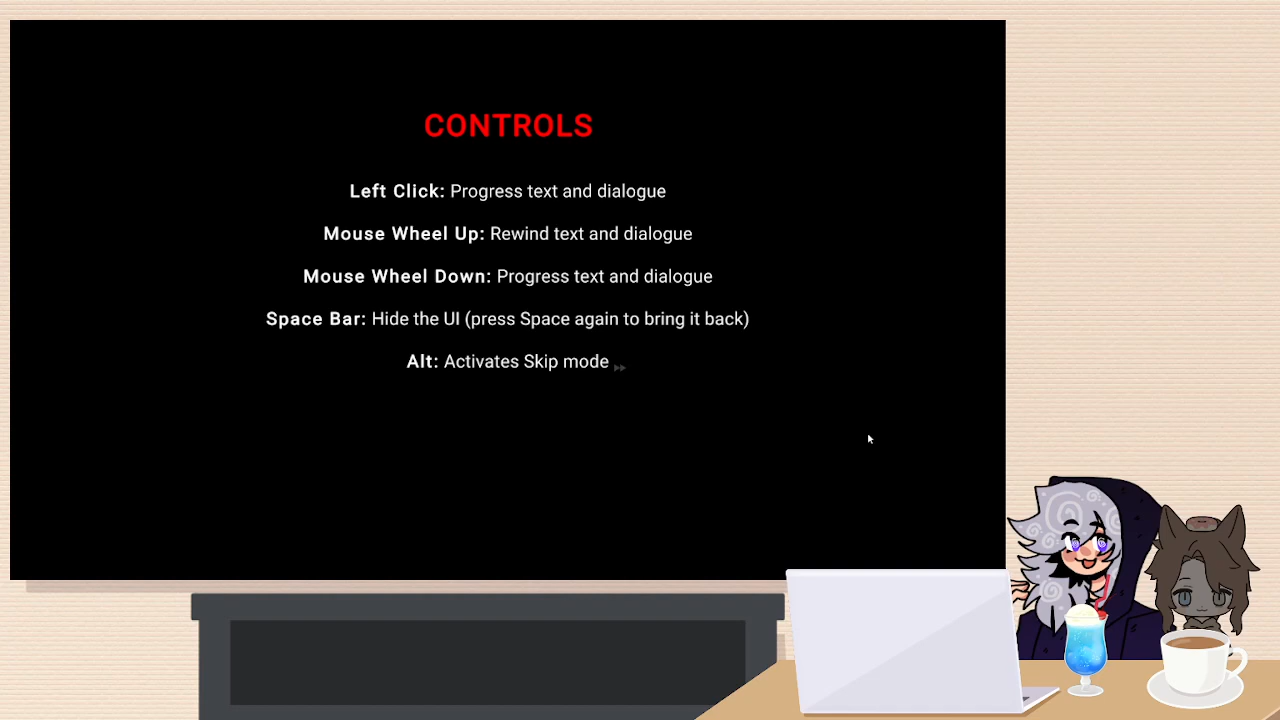 CONTROLS
Left Click: Progress text and dialogue
Mouse Wheel Up: Rewind text and dialogue
Mouse Wheel Down: Progress text and dialogue
Space Bar: Hide the UI (press Space again to bring it back)
Alt: Activates Skip mode